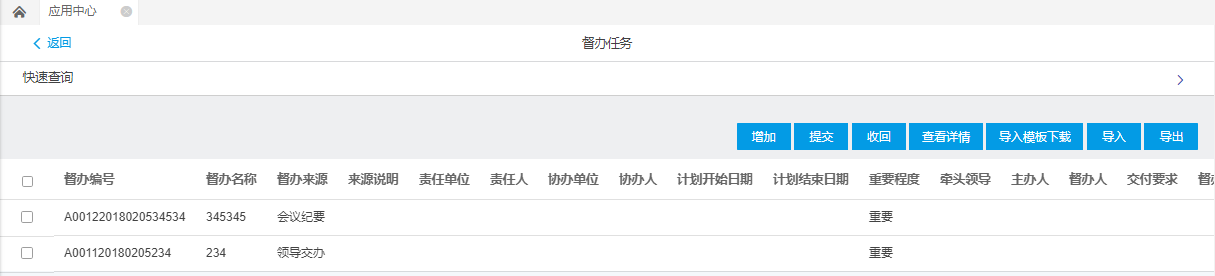 应用中心
返回 督办任务
快速查询
增加 提交 收回 查看详情 导入模板下载 导入 导出
督办编号 督办名称 督办来源 来源说明 责任单位 责任人 协办单位 协办人 计划开始日期 计划结束日期 重要程度 牵头领导 主办人 督办人 交付要求 督
A00122018020534534 345345 会议纪要 重要
A001120180205234 234 领导交办 重要